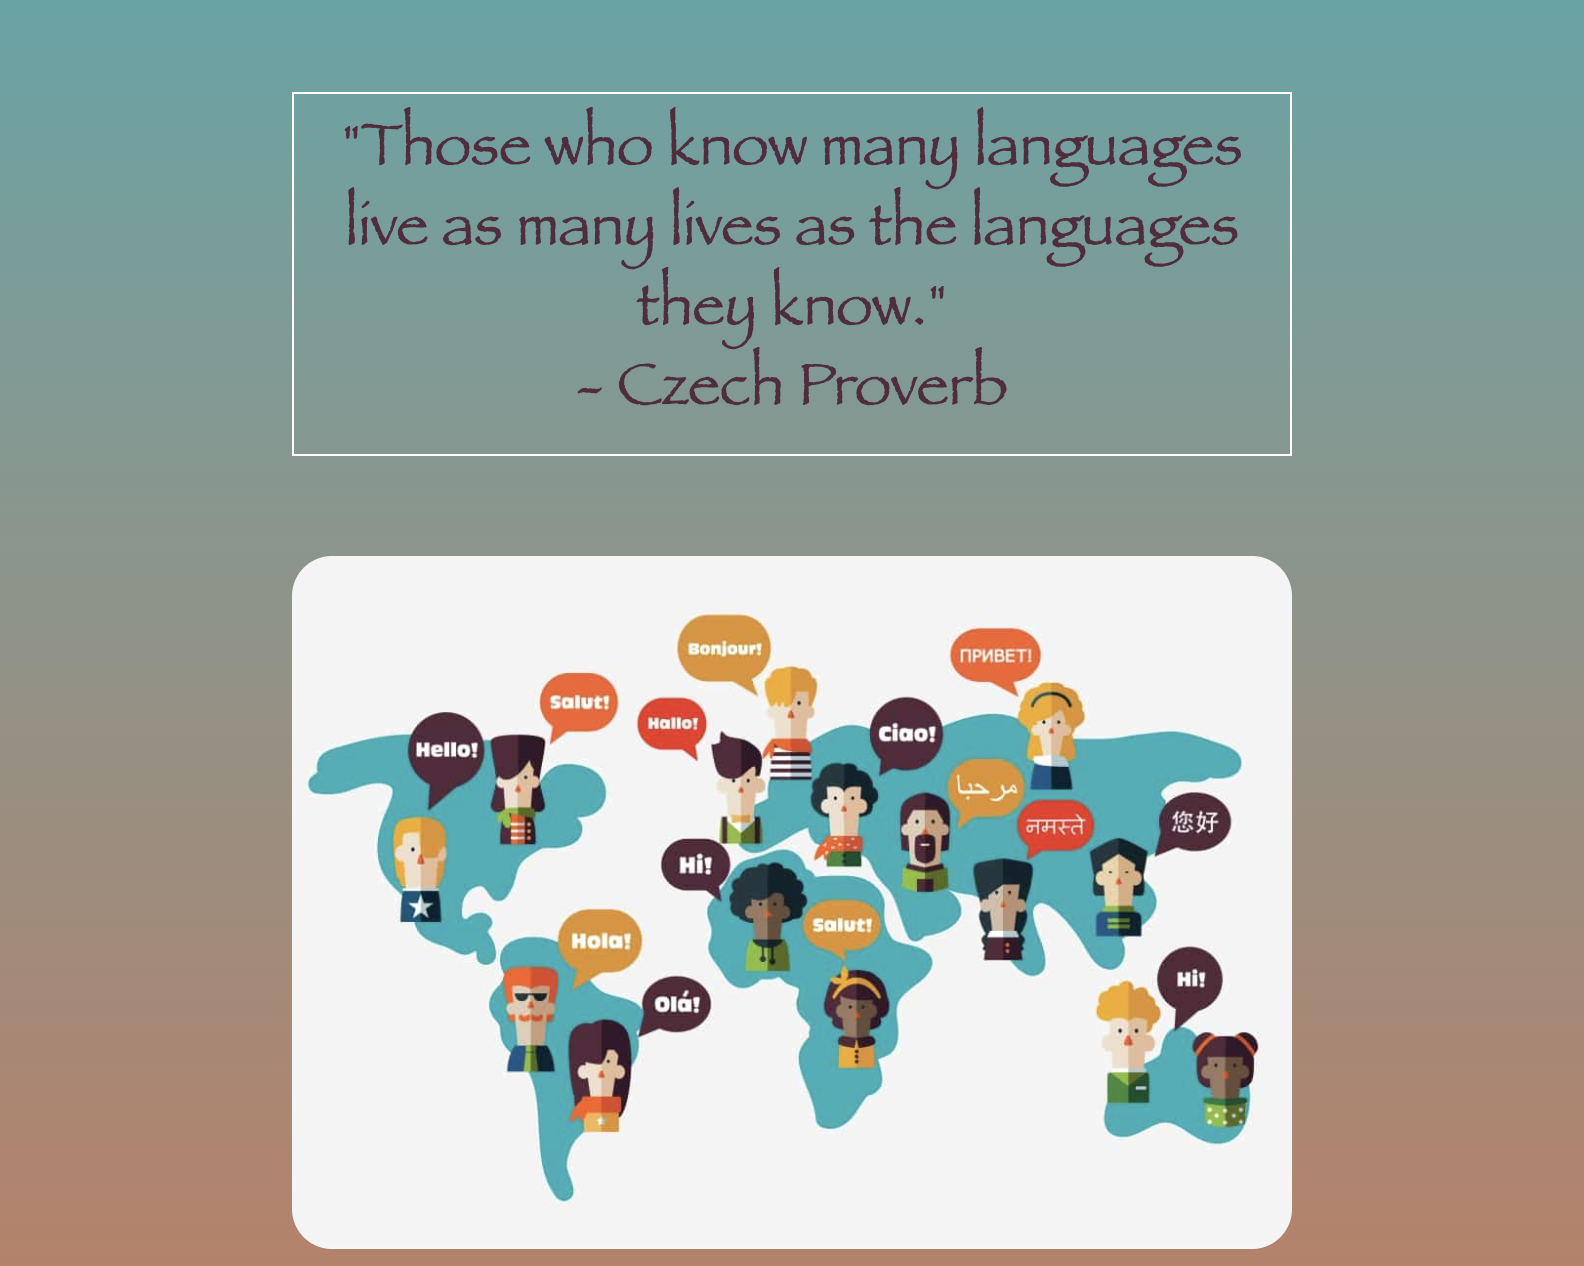 "Those who know many languages
live as many lives as the languages
they know."
~ Czech Proverb
Bonjour!
ПРИВЕТ!
Salut!
Hallo!
Ciao!
Hello!
مرحبا
नमस्ते
您好
Hi!
Salut!
Hola!
Olá!
Hi!